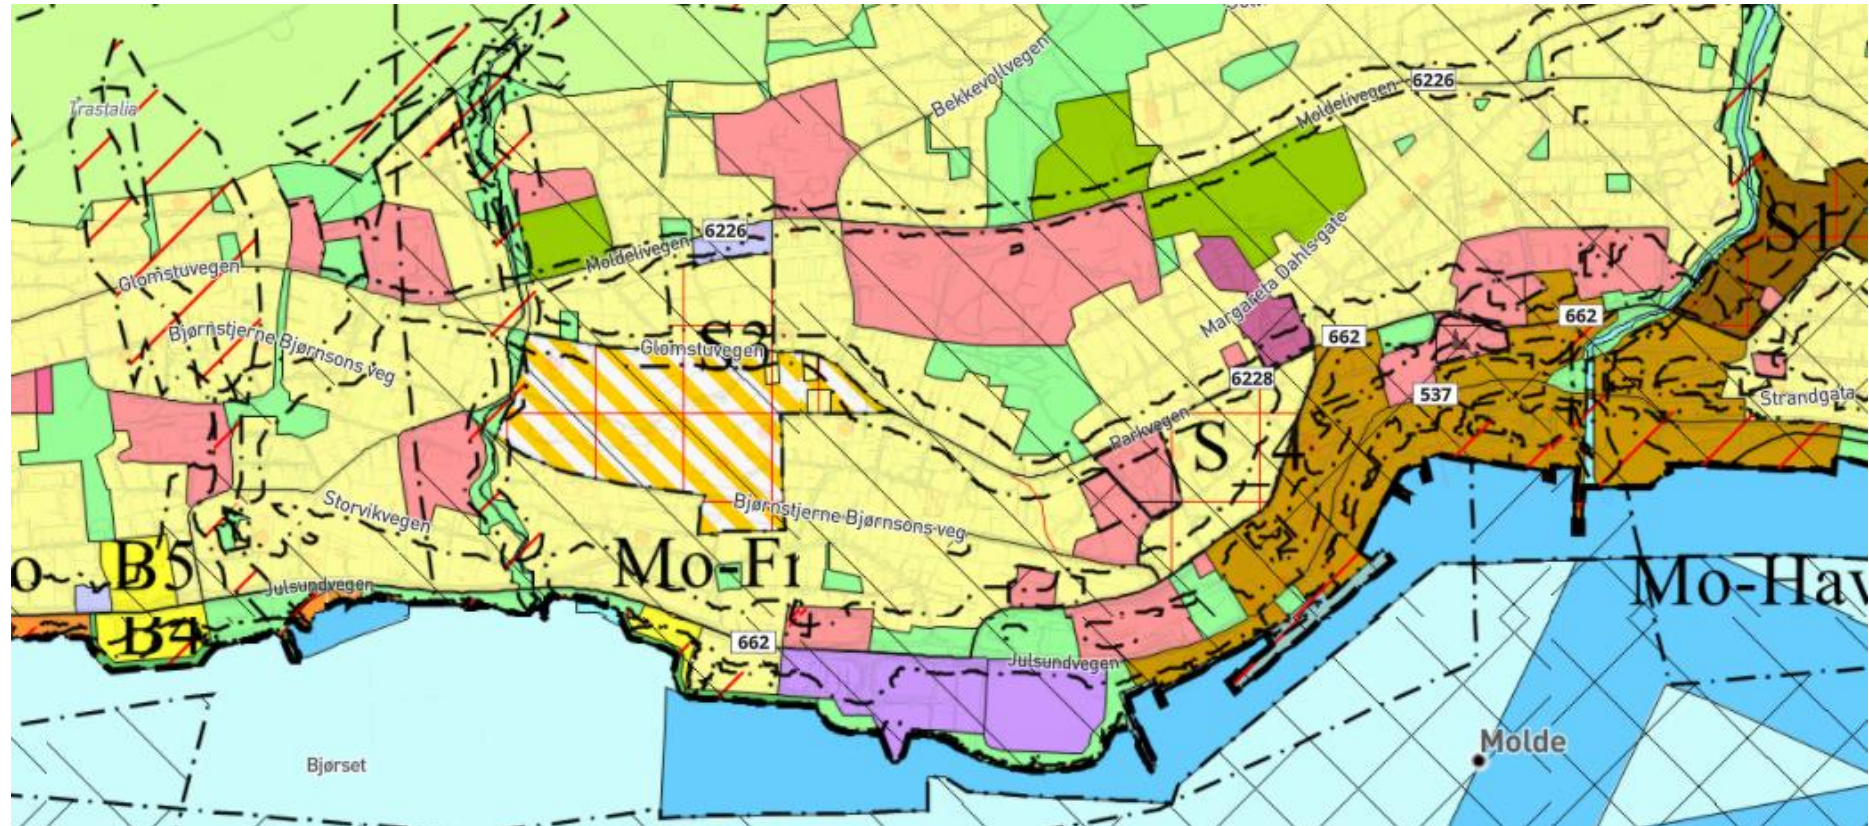 6226
Bekkevollvegen
Moldelivegen
Trastalia
S1
6226
Moldelivegen
Glomstuvegen
Margareta Dahls gate
662
662
Bjørnstjerne Bjørnsons veg
S3
Glomstuvegen
6228
537
Strandgata
Parkvegen
S 4
Storvikvegen
Bjørnstjerne Bjørnsons veg
B5
Mo-F1
Mo-Hav
Julsundvegen
B4
662
Julsundvegen
Molde
Bjørset